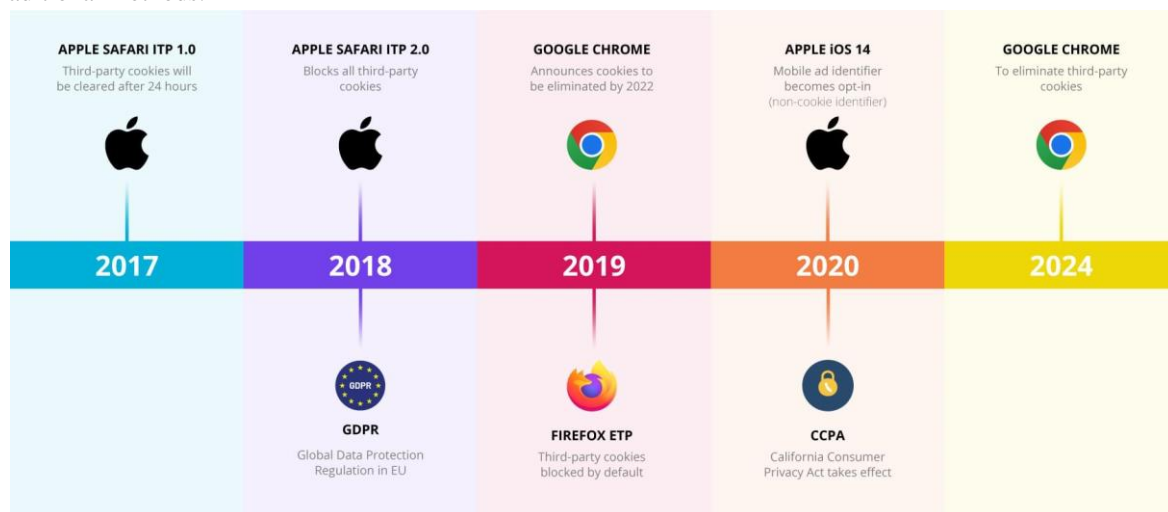 APPLE SAFARI ITP 1.0
Third-party cookies will
be cleared after 24 hours
APPLE SAFARI ITP 2.0
Blocks all third-party
cookies
GOOGLE CHROME
Announces cookies to
be eliminated by 2022
APPLE iOS 14
Mobile ad identifier
becomes opt-in
(non-cookie identifier)
GOOGLE CHROME
To eliminate third-party
cookies
2017
2018
2019
2020
2024
GDPR
GDPR
Global Data Protection
Regulation in EU
FIREFOX ETP
Third-party cookies
blocked by default
CCPA
California Consumer
Privacy Act takes effect